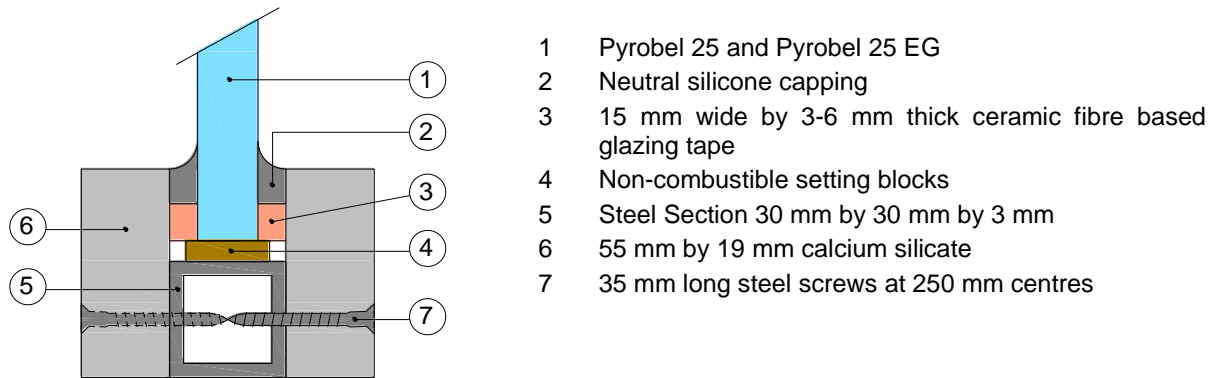 1 Pyrobel 25 and Pyrobel 25 EG
2 Neutral silicone capping
3 15 mm wide by 3-6 mm thick ceramic fibre based
glazing tape
4 Non-combustible setting blocks
5 Steel Section 30 mm by 30 mm by 3 mm
6 55 mm by 19 mm calcium silicate
7 35 mm long steel screws at 250 mm centres
1
2
3
6
4
5
7